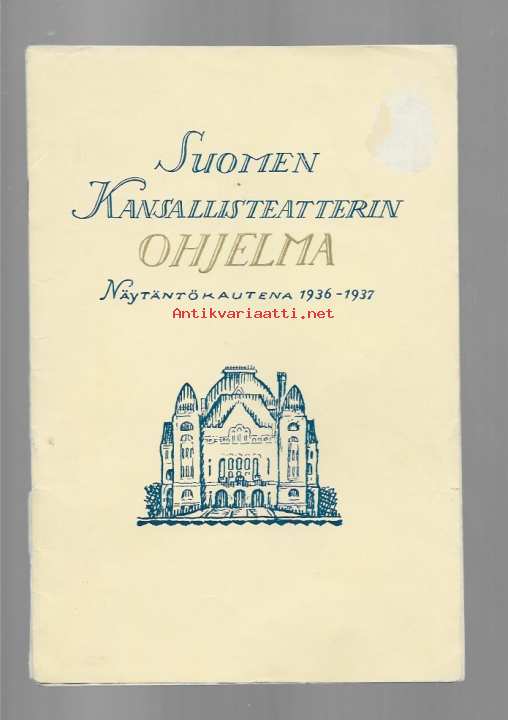 SUOMEN
KANSALLISTEATTERIN
OHJELMA
NÄYTÄNTÖKAUTENA 1936-1937
Antikvariaatti.net